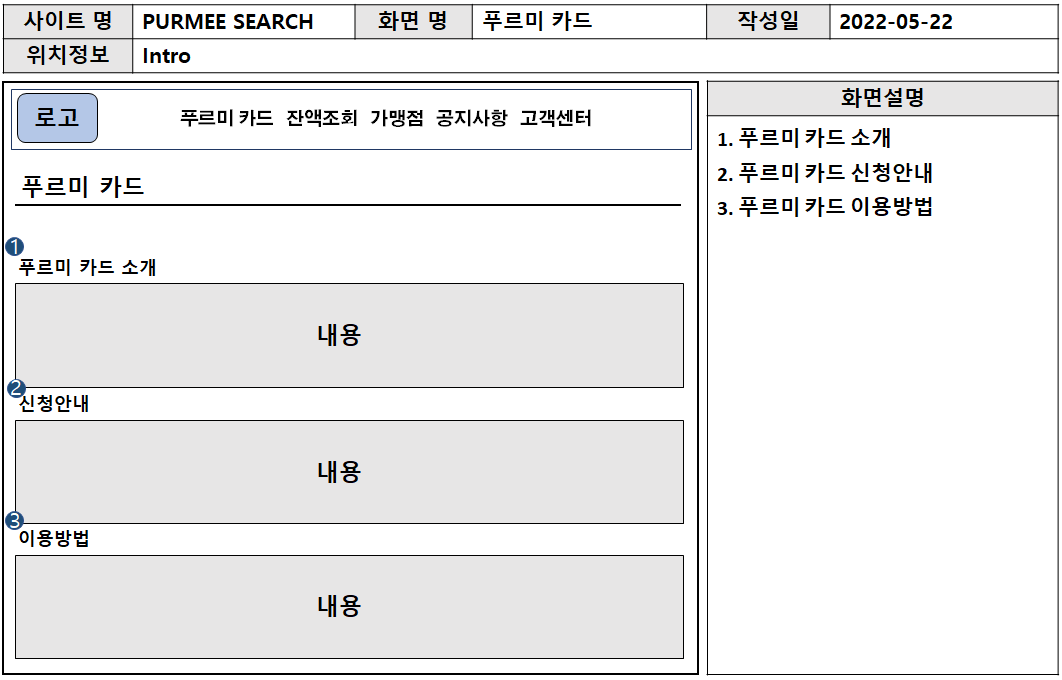 사이트 명 PURMEE SEARCH 화면 명 푸르미 카드 작성일 2022-05-22
위치정보 Intro
로고 푸르미 카드 잔액조회 가맹점 공지사항 고객센터
푸르미 카드
1
푸르미 카드 소개
내용
2
신청안내
내용
3
이용방법
내용
화면설명
1. 푸르미 카드 소개
2. 푸르미 카드 신청안내
3. 푸르미 카드 이용방법